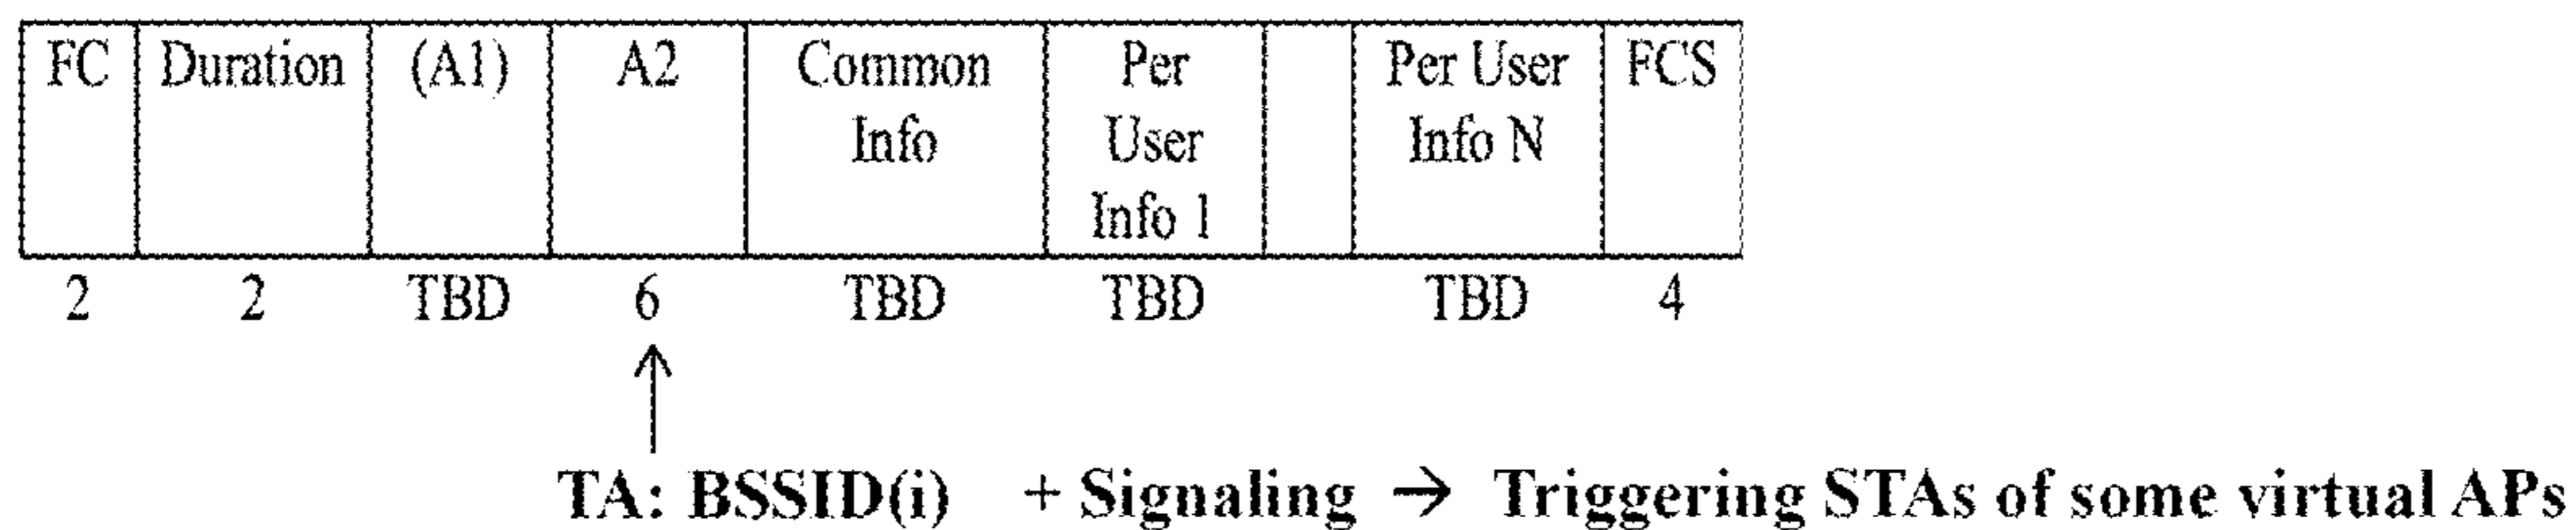 FC Duration (A1) A2 Common Per Per User FCS
Info User Info N
Info 1
2 2 TBD 6 TBD TBD TBD 4
TA: BSSID(i) + Signaling → Triggering STAs of some virtual APs